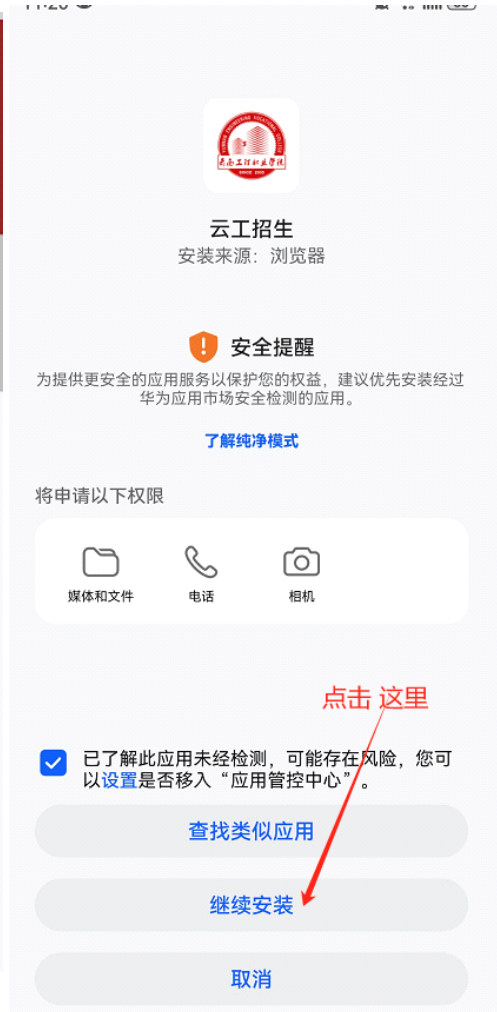 云工招生
安装来源：浏览器
安全提醒
为提供更安全的应用服务以保护您的权益，建议优先安装经过
华为应用市场安全检测的应用。
了解纯净模式
将申请以下权限
媒体和文件
电话
相机
点击 这里
已了解此应用未经检测，可能存在风险，您可
以设置是否移入“应用管控中心”。
查找类似应用
继续安装
取消